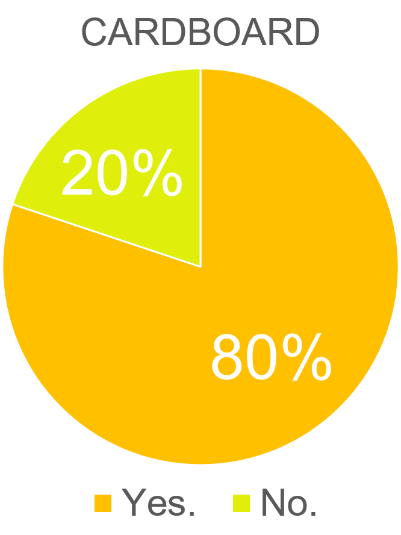 CARDBOARD
20%
80%
Yes. No.